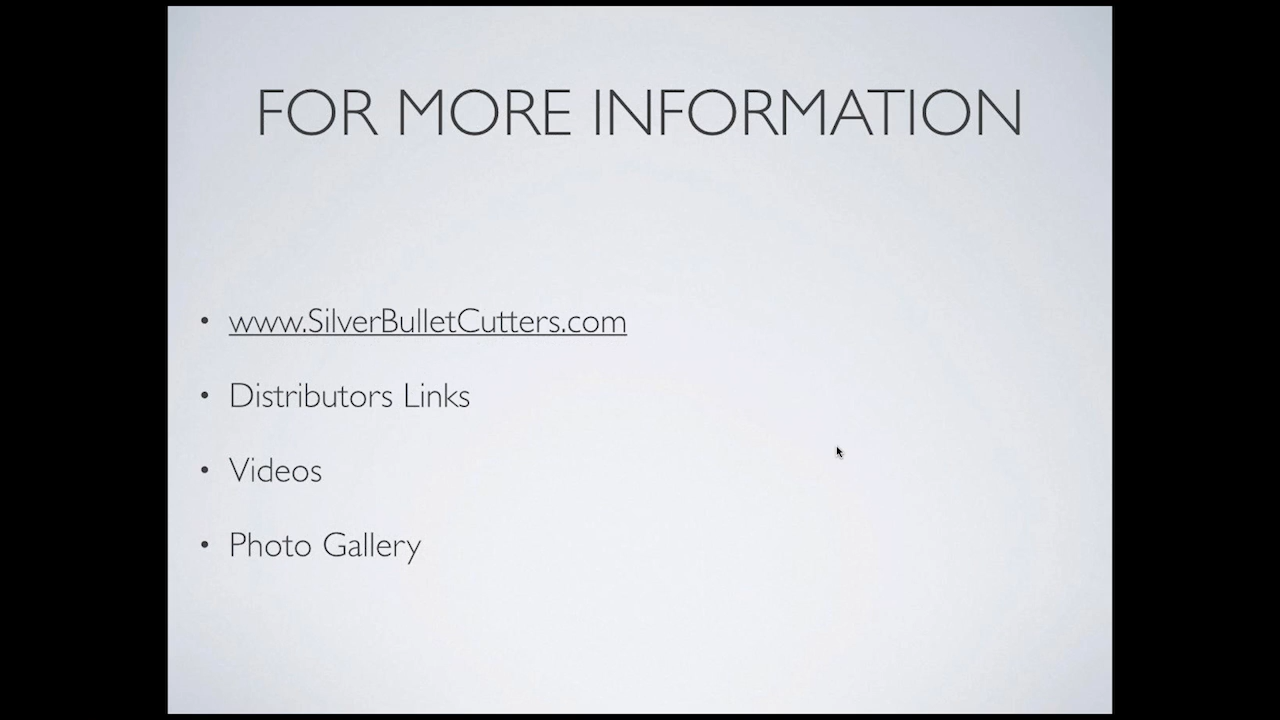 FOR MORE INFORMATION
• www.SilverBulletCutters.com
• Distributors Links
• Videos
• Photo Gallery